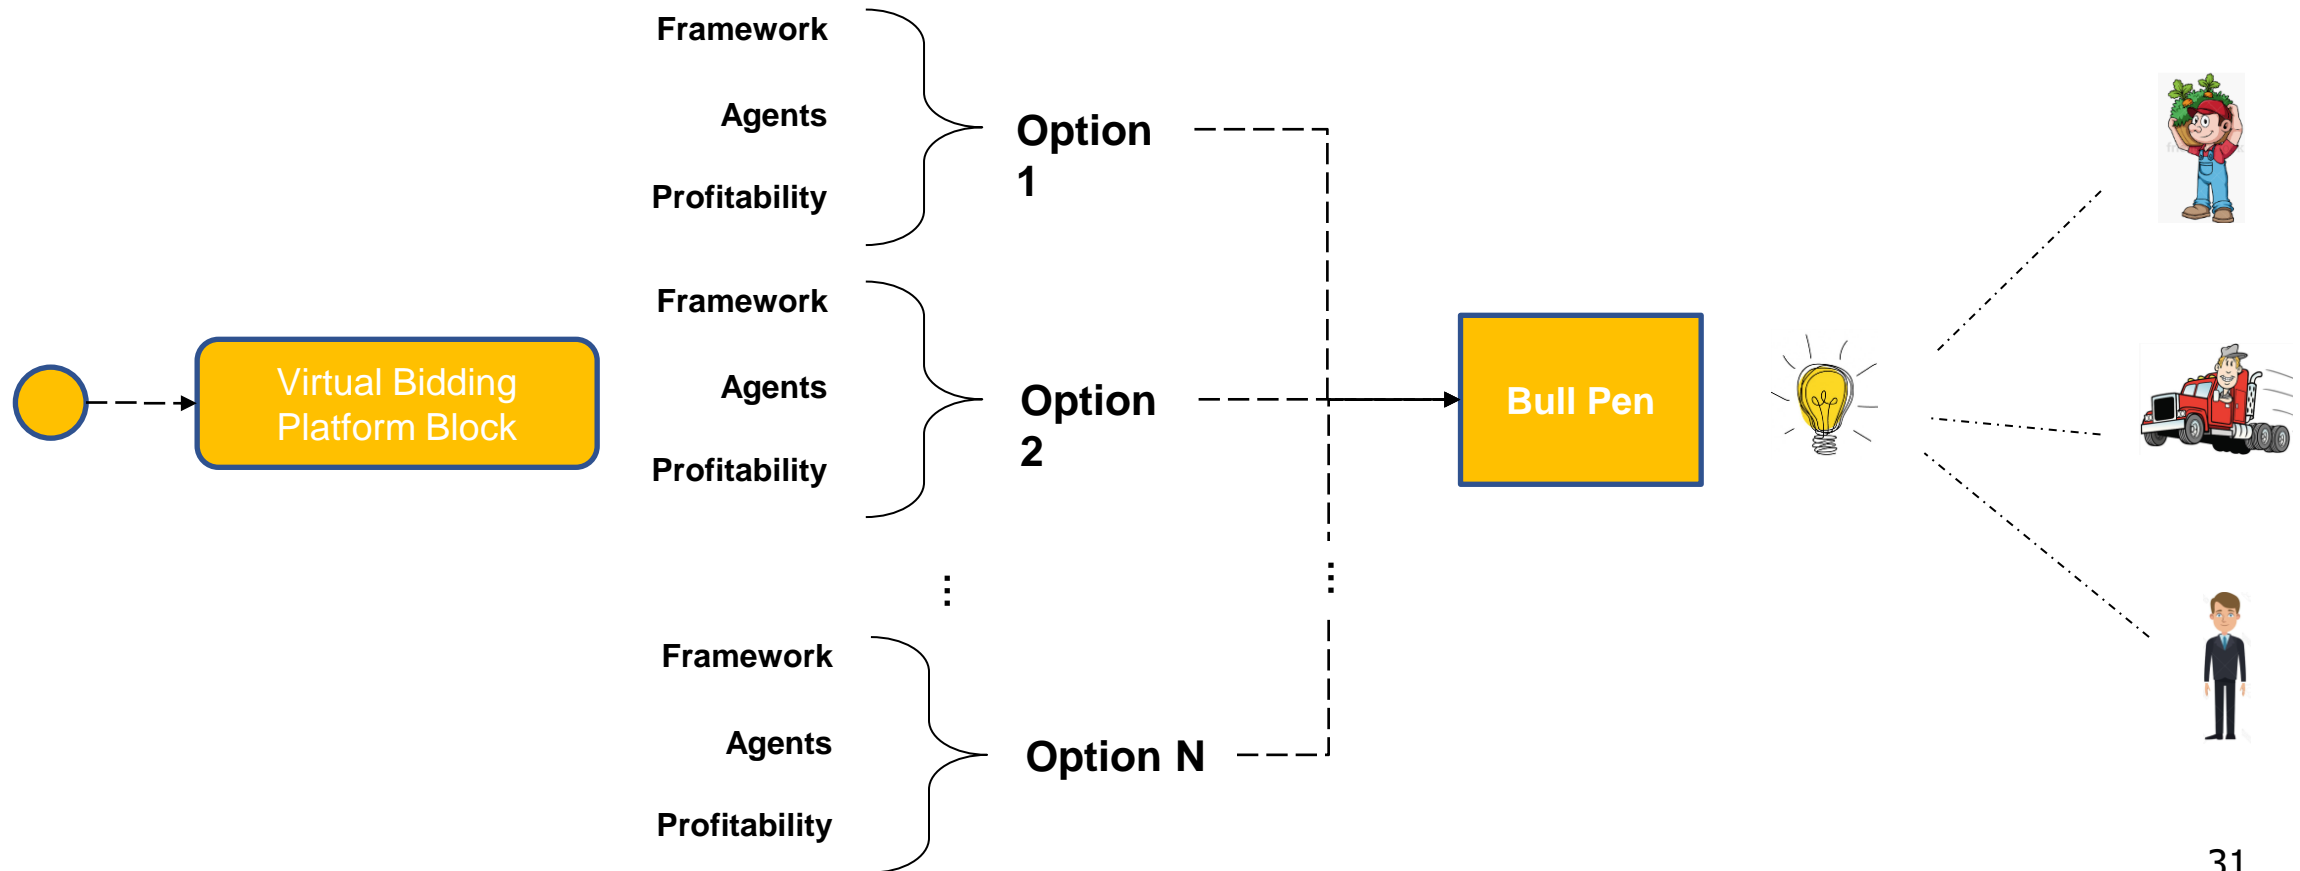 Framework
Agents
Option
1
Profitability
Framework
Virtual Bidding
Platform Block
Agents
Option
2
Bull Pen
Profitability
⋮
⋮
Framework
Agents
Option N
Profitability
31